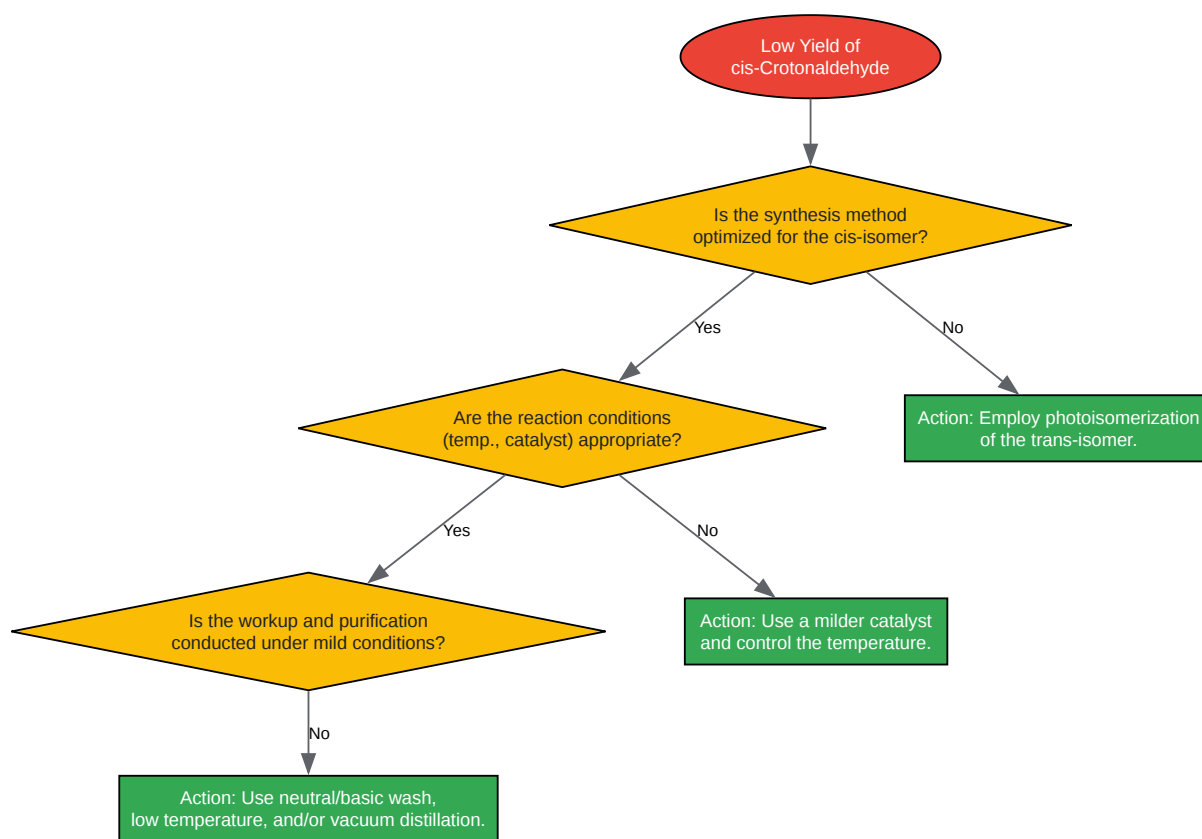 Low Yield of
cis-Crotonaldehyde
Is the synthesis method
optimized for the cis-isomer?
Yes
No
Are the reaction conditions
(temp., catalyst) appropriate?
Action: Employ photoisomerization
of the trans-isomer.
Yes
No
Is the workup and purification
conducted under mild conditions?
Action: Use a milder catalyst
and control the temperature.
No
Action: Use neutral/basic wash,
low temperature, and/or vacuum distillation.